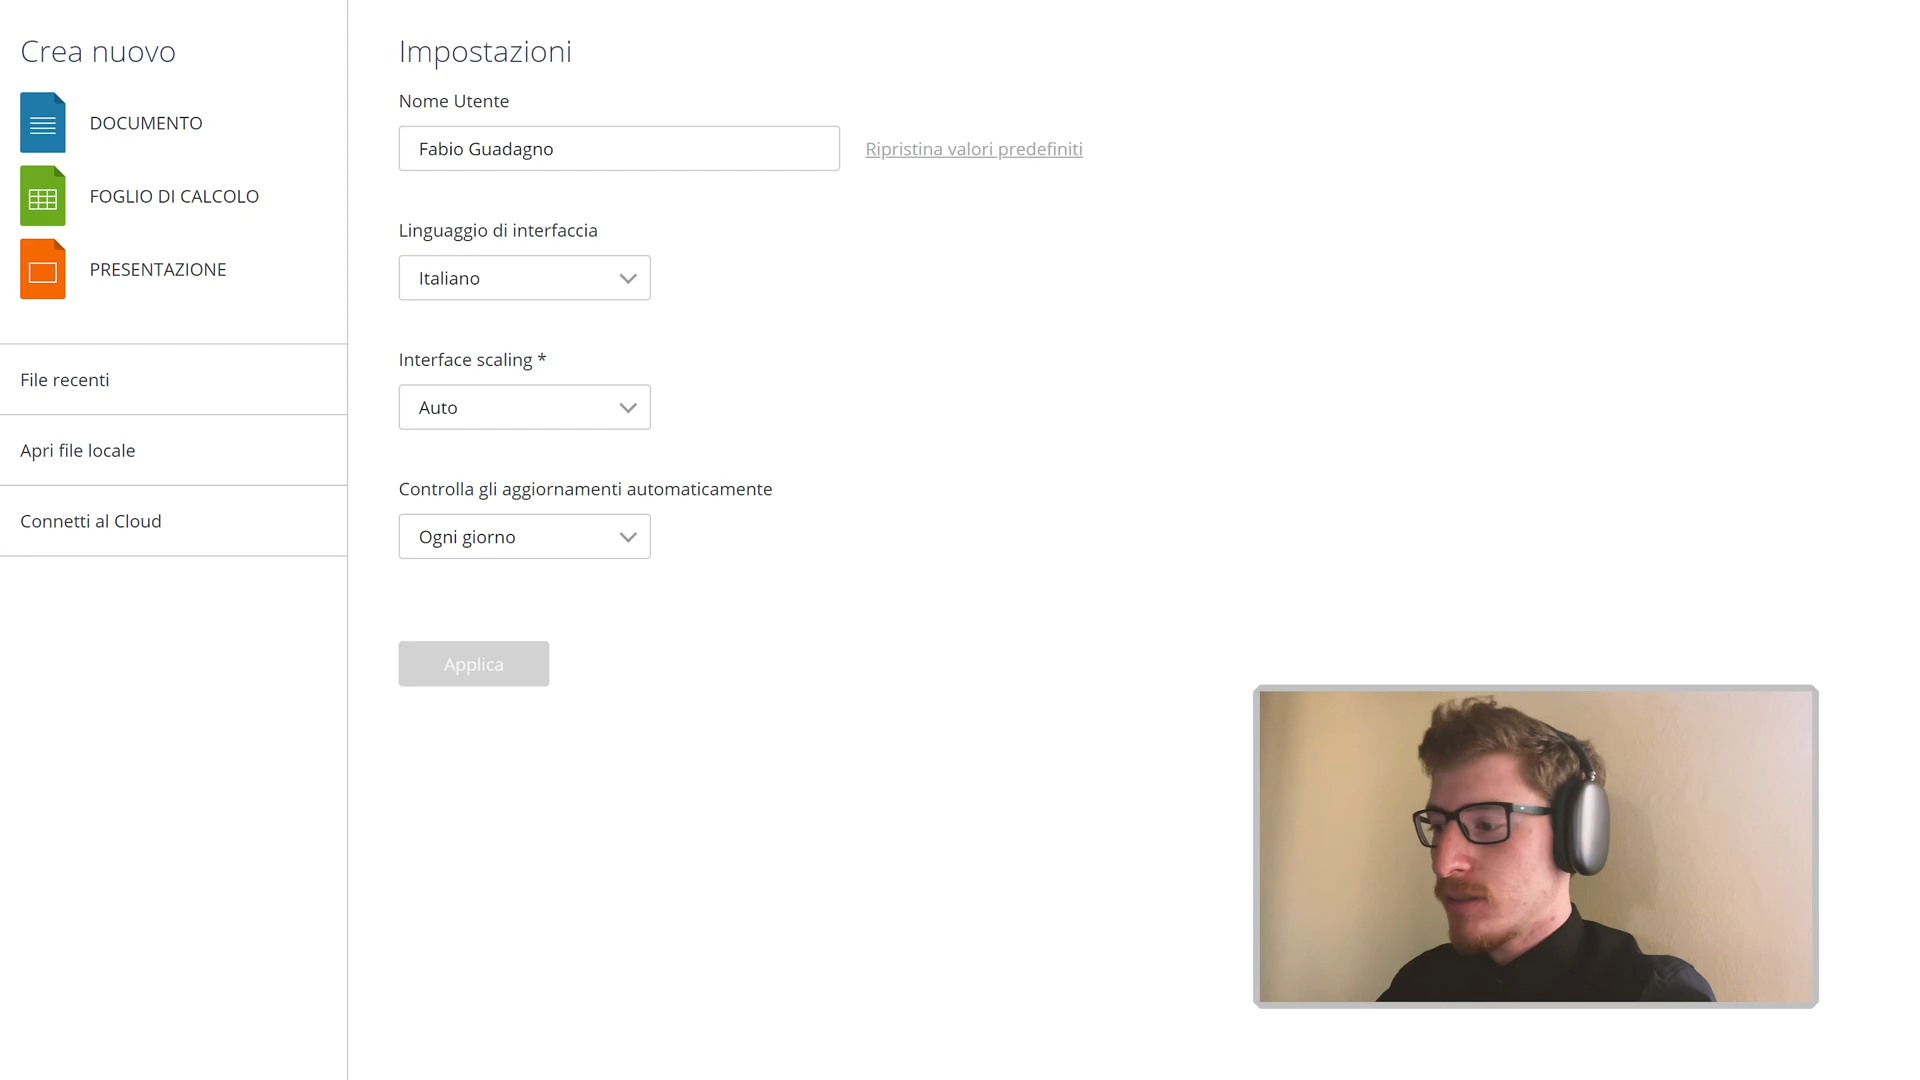 Crea nuovo
DOCUMENTO
FOGLIO DI CALCOLO
PRESENTAZIONE
File recenti
Apri file locale
Connetti al Cloud
Impostazioni
Nome Utente
Fabio Guadagno
Ripristina valori predefiniti
Linguaggio di interfaccia
Italiano
Interface scaling *
Auto
Controlla gli aggiornamenti automaticamente
Ogni giorno
Applica